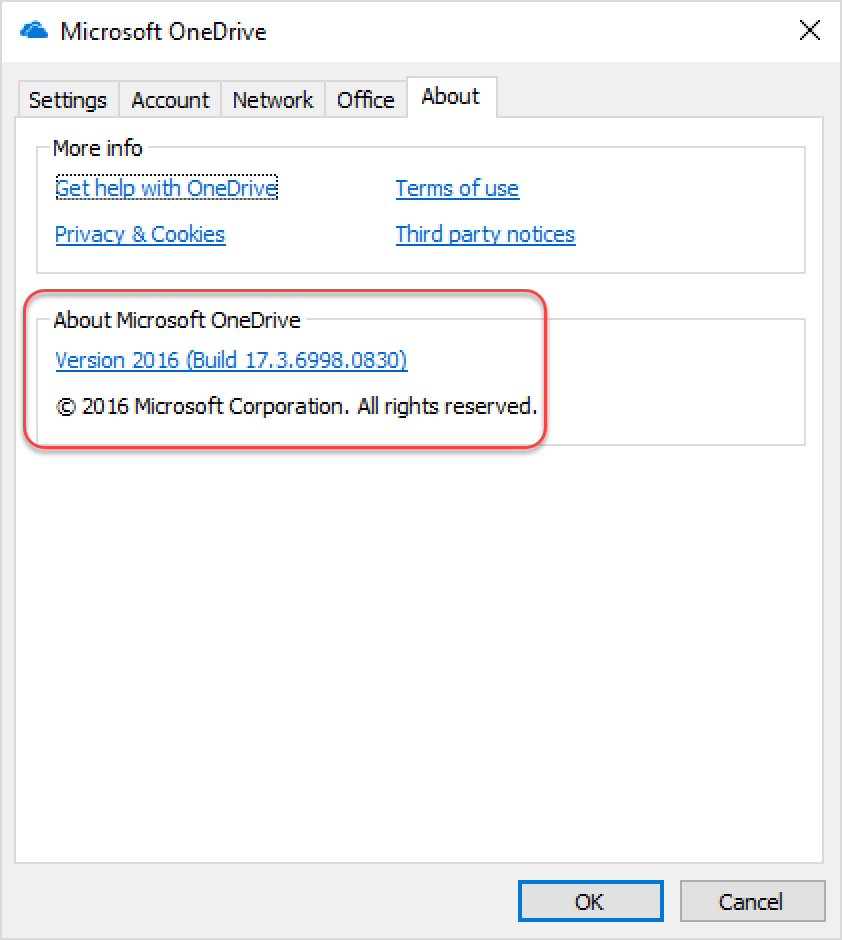 Microsoft OneDrive
Settings Account Network Office About
More info
Get help with OneDrive Terms of use
Privacy & Cookies Third party notices
About Microsoft OneDrive
Version 2016 (Build 17.3.6998.0830)
© 2016 Microsoft Corporation. All rights reserved.
OK Cancel